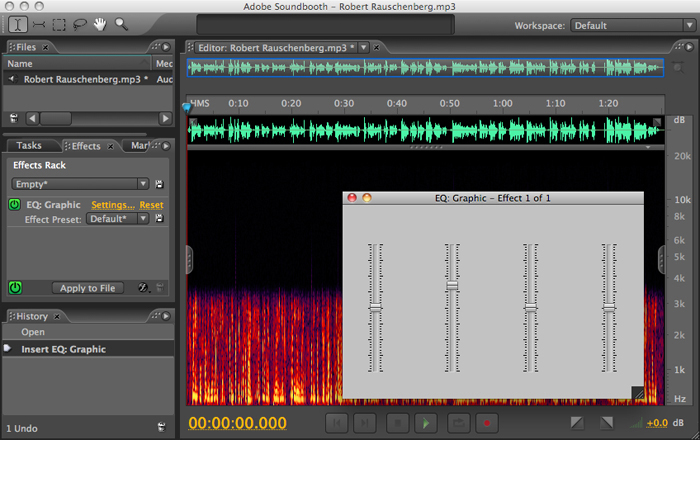 Adobe Soundbooth – Robert Rauschenberg.mp3
Workspace: Default
Files
Name Med
Robert Rauschenberg.mp3 * Auc
Tasks Effects Mar
Effects Rack
Empty*
EQ: Graphic Settings... Reset
Effect Preset: Default*
Apply to File
History
Open
Insert EQ: Graphic
1 Undo
Editor: Robert Rauschenberg.mp3 *
HMS 0:10 0:20 0:30 0:40 0:50 1:00 1:10 1:20
dB
20k
10k
8k
6k
5k
4k
3k
2k
1k
Hz
EQ: Graphic – Effect 1 of 1
00:00:00.000
+0.0 dB